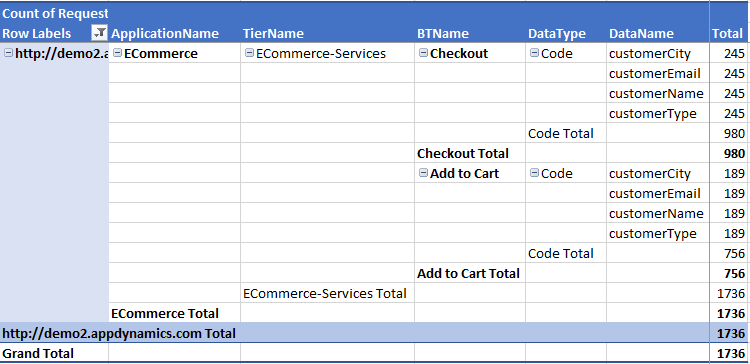 Count of Request
Row Labels ApplicationName TierName BTName DataType DataName Total
http://demo2.a ECommerce ECommerce-Services Checkout Code customerCity 245
customerEmail 245
customerName 245
customerType 245
Code Total 980
Checkout Total 980
Add to Cart Code customerCity 189
customerEmail 189
customerName 189
customerType 189
Code Total 756
Add to Cart Total 756
ECommerce-Services Total 1736
ECommerce Total 1736
http://demo2.appdynamics.com Total 1736
Grand Total 1736